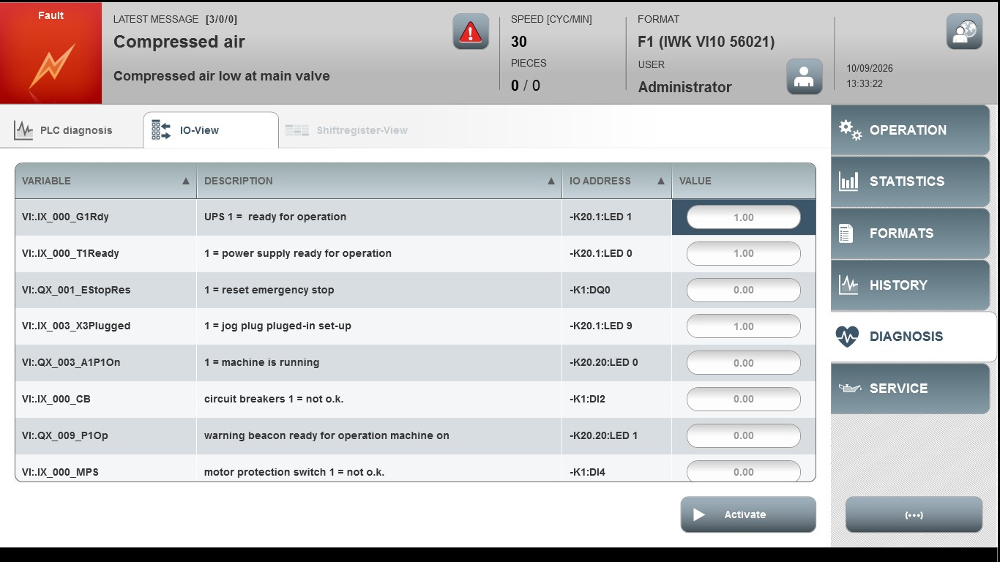 Fault
LATEST MESSAGE [3/0/0]
Compressed air
Compressed air low at main valve
SPEED [CYC/MIN]
30
PIECES
0 / 0
FORMAT
F1 (IWK VI10 56021)
USER
Administrator
10/09/2026
13:33:22
PLC diagnosis
IO-View
Shiftregister-View
VARIABLE ▲ DESCRIPTION ▲ IO ADDRESS ▲ VALUE
VI:.IX_000_G1Rdy UPS 1 = ready for operation -K20.1:LED 1 1.00
VI:.IX_000_T1Ready 1 = power supply ready for operation -K20.1:LED 0 1.00
VI:.QX_001_EStopRes 1 = reset emergency stop -K1:DQ0 0.00
VI:.IX_003_X3Plugged 1 = jog plug pluged-in set-up -K20.1:LED 9 1.00
VI:.QX_003_A1P1On 1 = machine is running -K20.20:LED 0 0.00
VI:.IX_000_CB circuit breakers 1 = not o.k. -K1:DI2 0.00
VI:.QX_009_P1Op warning beacon ready for operation machine on -K20.20:LED 1 0.00
VI:.IX_000_MPS motor protection switch 1 = not o.k. -K1:DI4 0.00
Activate
OPERATION
STATISTICS
FORMATS
HISTORY
DIAGNOSIS
SERVICE
(•••)